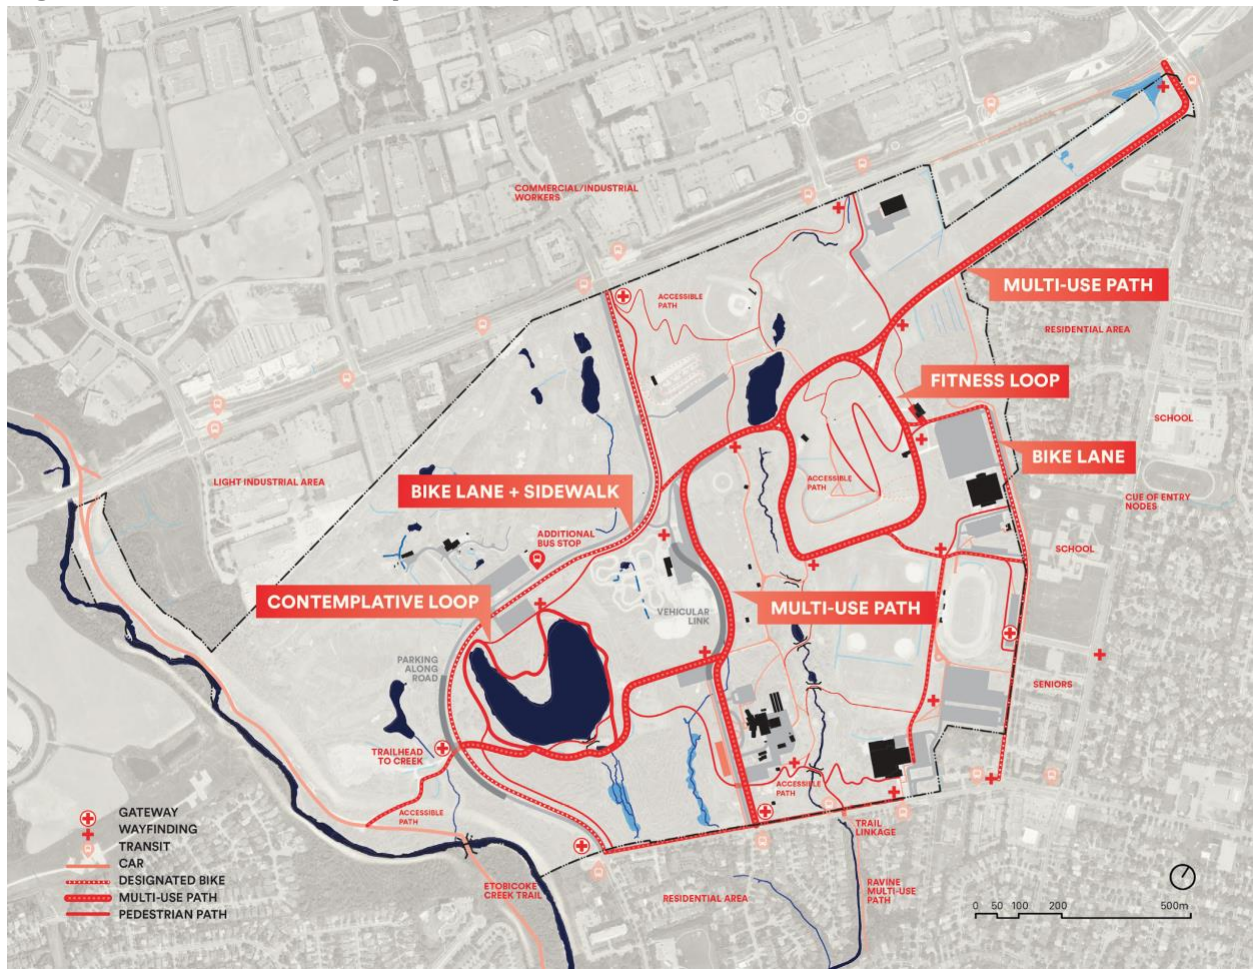 COMMERCIAL/INDUSTRIAL
WORKERS
ACCESSIBLE
PATH
MULTI-USE PATH
RESIDENTIAL AREA
FITNESS LOOP
SCHOOL
BIKE LANE
ACCESSIBLE
PATH
LIGHT INDUSTRIAL AREA
BIKE LANE + SIDEWALK
CUE OF ENTRY
NODES
ADDITIONAL
BUS STOP
SCHOOL
CONTEMPLATIVE LOOP
VEHICULAR
LINK
MULTI-USE PATH
PARKING
ALONG
ROAD
SENIORS
TRAILHEAD
TO CREEK
ACCESSIBLE
PATH
ACCESSIBLE
PATH
TRAIL
LINKAGE
GATEWAY
WAYFINDING
TRANSIT
CAR
DESIGNATED BIKE
MULTI-USE PATH
PEDESTRIAN PATH
ETOBICOKE
CREEK TRAIL
RESIDENTIAL AREA
RAVINE
MULTI-USE
PATH
0 50 100 200 500m